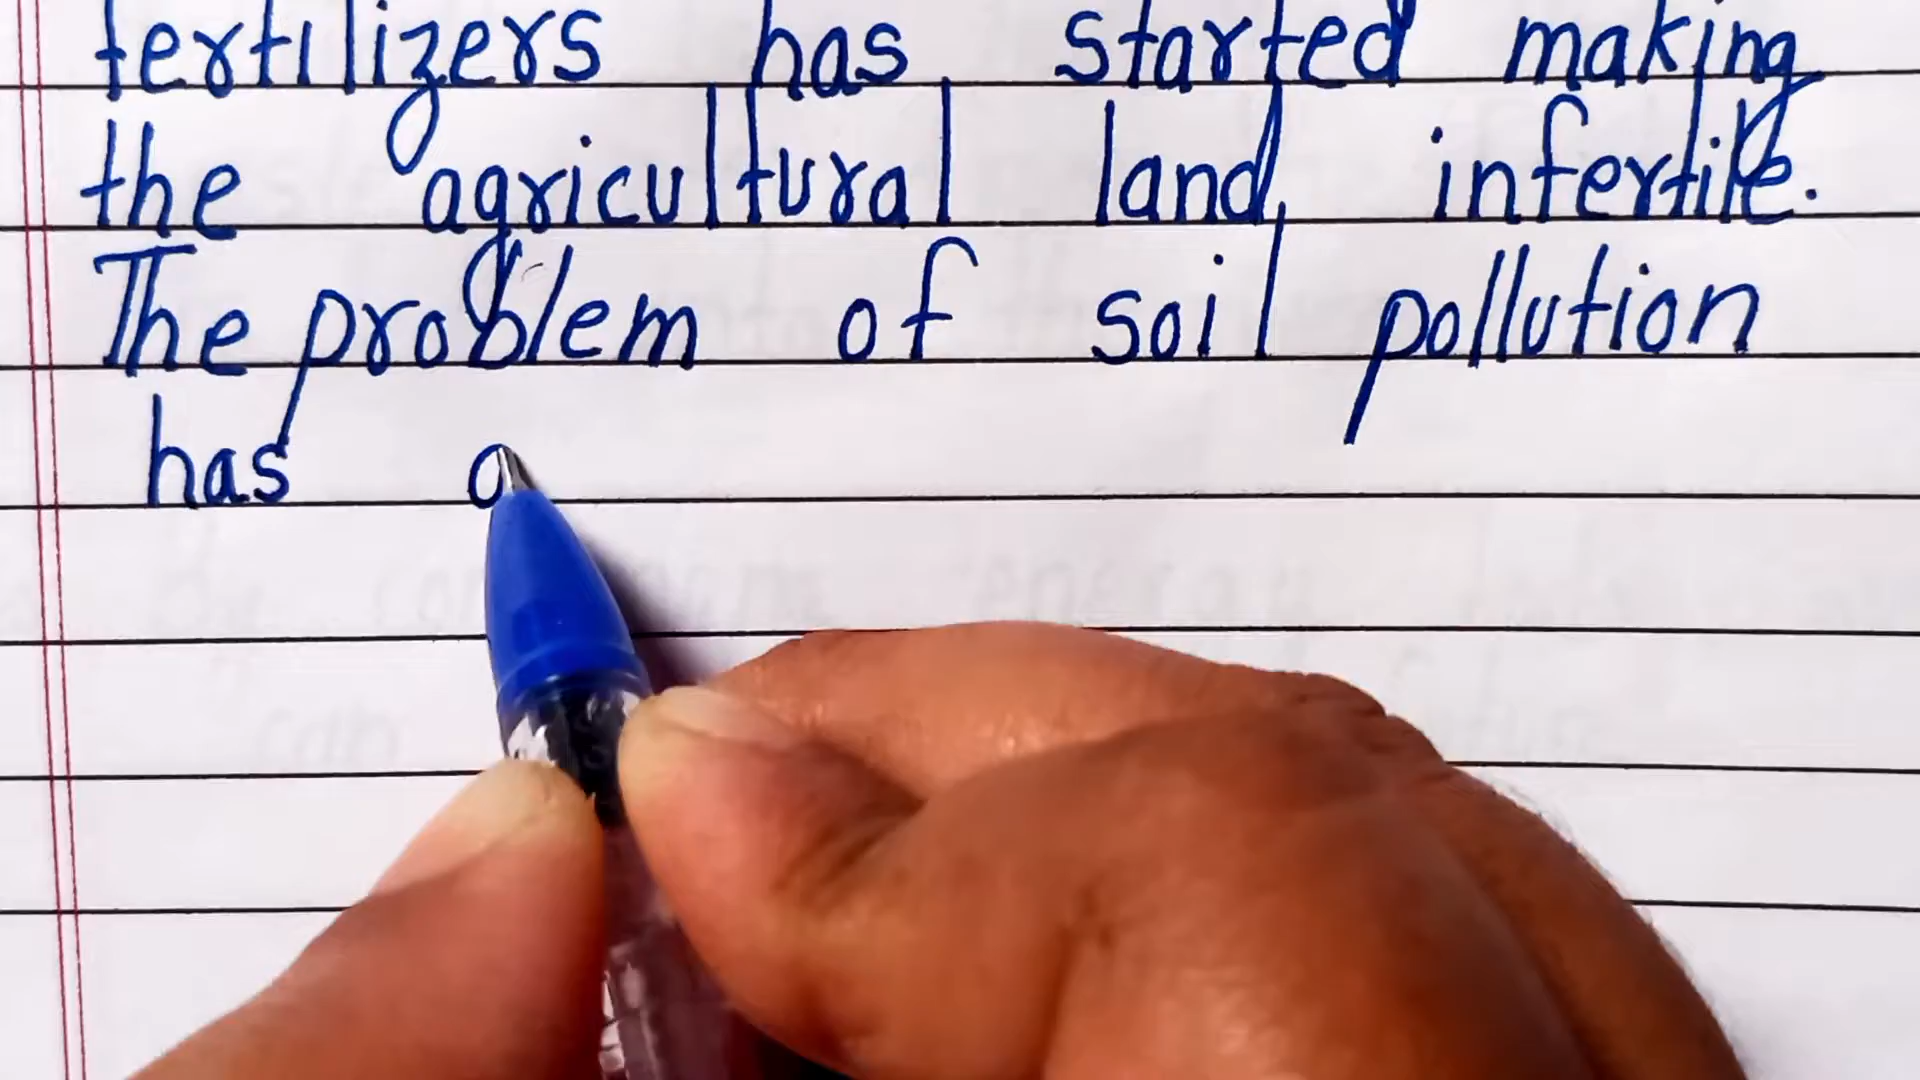 fertilizers has started making
the agricultural land infertile.
The problem of soil pollution
has